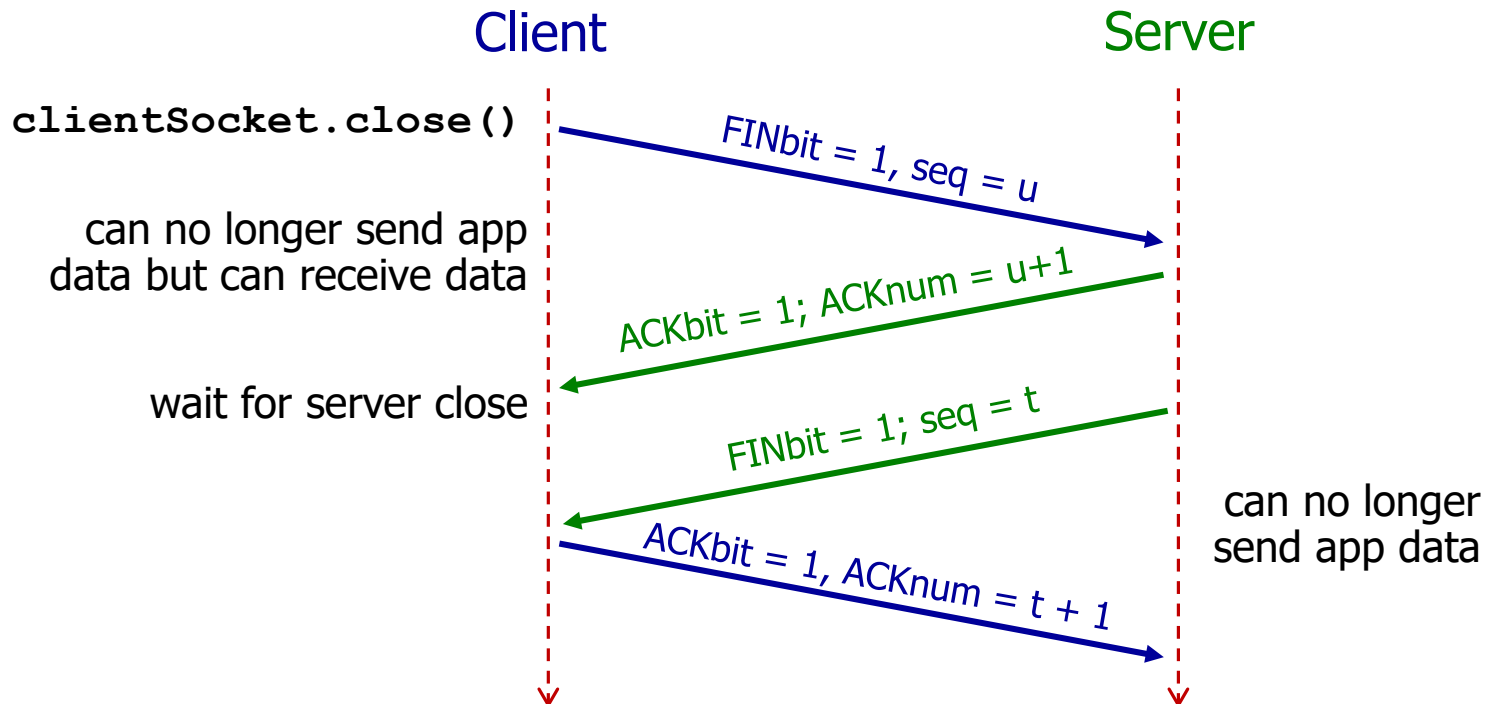 Client
Server
clientSocket.close()
FINbit = 1, seq = u
can no longer send app
data but can receive data
ACKbit = 1; ACKnum = u+1
wait for server close
FINbit = 1; seq = t
can no longer
send app data
ACKbit = 1, ACKnum = t + 1